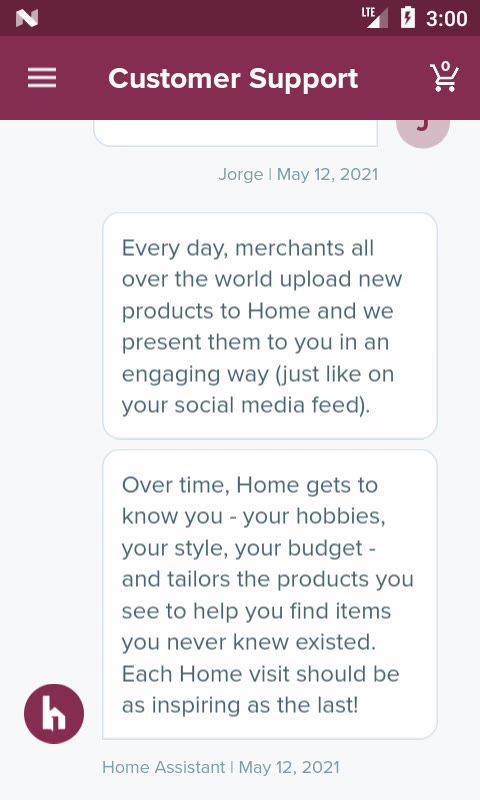 LTE
3:00
Customer Support
0
J
Jorge | May 12, 2021
Every day, merchants all
over the world upload new
products to Home and we
present them to you in an
engaging way (just like on
your social media feed).
Over time, Home gets to
know you - your hobbies,
your style, your budget -
and tailors the products you
see to help you find items
you never knew existed.
Each Home visit should be
as inspiring as the last!
h
Home Assistant | May 12, 2021